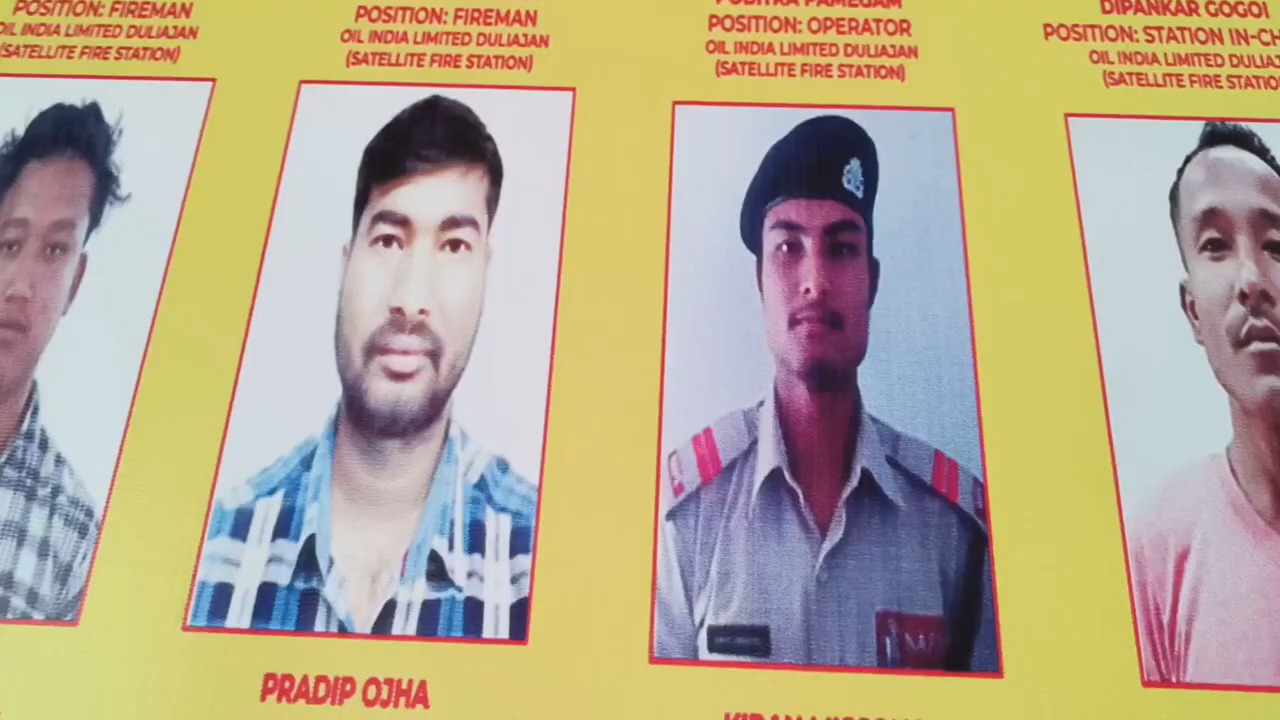 POSITION: FIREMAN
OIL INDIA LIMITED DULIAJAN
(SATELLITE FIRE STATION)
POSITION: FIREMAN
OIL INDIA LIMITED DULIAJAN
(SATELLITE FIRE STATION)
POSITION: OPERATOR
OIL INDIA LIMITED DULIAJAN
(SATELLITE FIRE STATION)
DIPANKAR GOGOI
POSITION: STATION IN-CH
OIL INDIA LIMITED DULIAJ
(SATELLITE FIRE STATIO
PRADIP OJHA